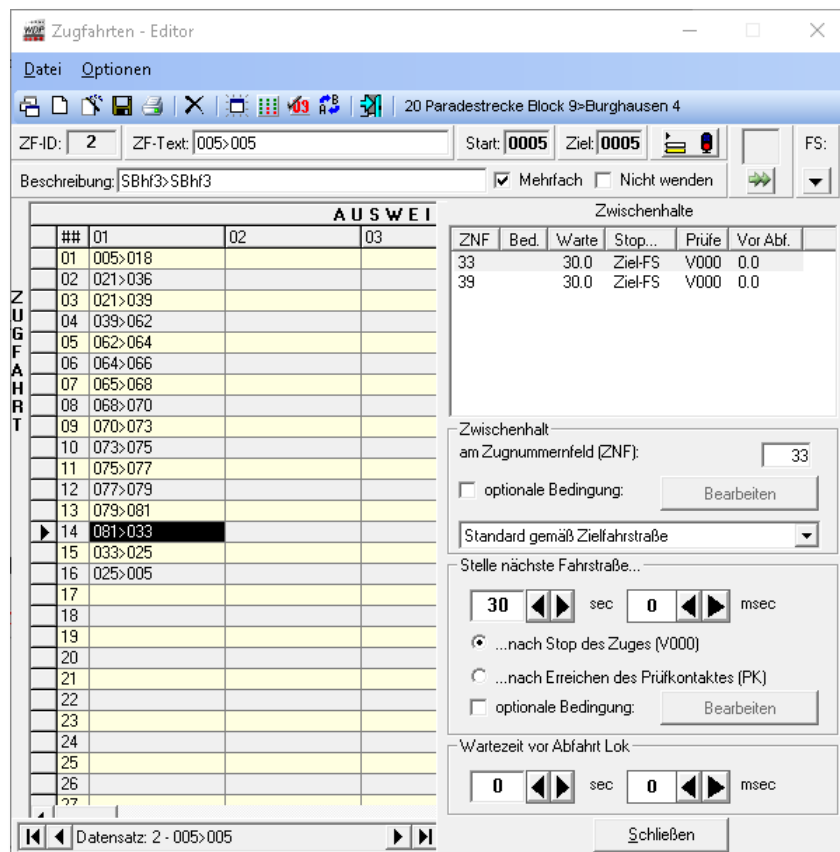 WDP Zugfahrten - Editor
Datei Optionen
20 Paradestrecke Block 9>Burghausen 4
ZF-ID: 2 ZF-Text: 005>005 Start: 0005 Ziel: 0005 FS:
Beschreibung: SBhf3>SBhf3 Mehrfach Nicht wenden
ZUGFAHRT
AUSWEI
## 01 02 03
01 005>018
02 021>036
03 021>039
04 039>062
05 062>064
06 064>066
07 065>068
08 068>070
09 070>073
10 073>075
11 075>077
12 077>079
13 079>081
14 081>033
15 033>025
16 025>005
17
18
19
20
21
22
23
24
25
26
27
Datensatz: 2 - 005>005
Zwischenhalte
ZNF Bed. Warte Stop... Prüfe Vor Abf.
33 30.0 Ziel-FS V000 0.0
39 30.0 Ziel-FS V000 0.0
Zwischenhalt
am Zugnummernfeld (ZNF): 33
optionale Bedingung: Bearbeiten
Standard gemäß Zielfahrstraße
Stelle nächste Fahrstraße...
30 sec 0 msec
...nach Stop des Zuges (V000)
...nach Erreichen des Prüfkontaktes (PK)
optionale Bedingung: Bearbeiten
Wartezeit vor Abfahrt Lok
0 sec 0 msec
Schließen